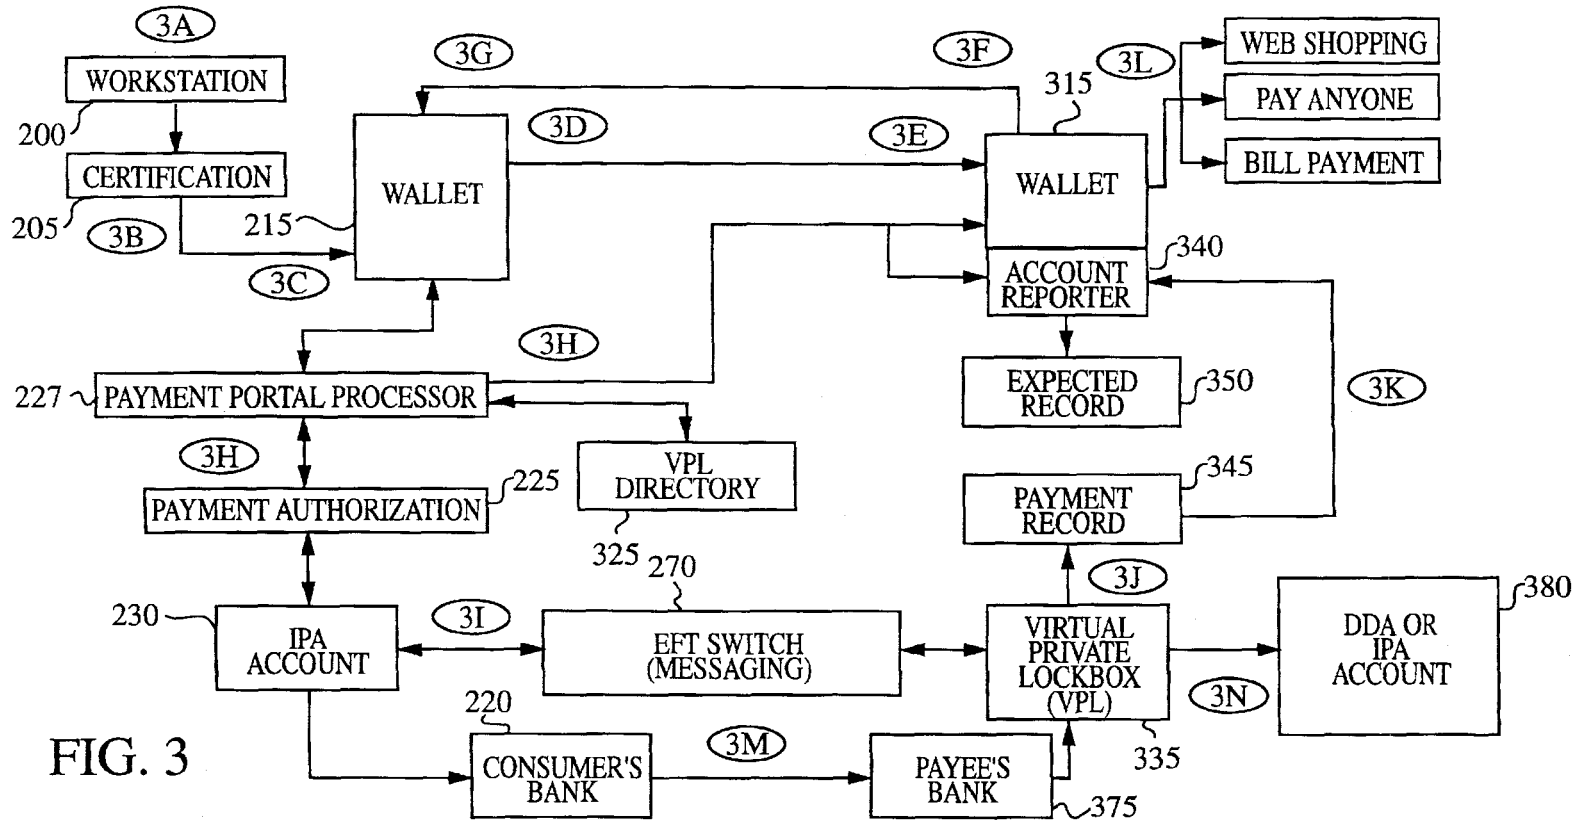 3A
3G
3F
3L
WEB SHOPPING
WORKSTATION
200
315
PAY ANYONE
3D
3E
BILL PAYMENT
CERTIFICATION
205
3B
WALLET
215
WALLET
3C
340
ACCOUNT
REPORTER
3H
227
PAYMENT PORTAL PROCESSOR
EXPECTED
RECORD
350
3K
3H
VPL
DIRECTORY
325
225
PAYMENT AUTHORIZATION
345
PAYMENT
RECORD
270
3J
380
230
IPA
ACCOUNT
3I
EFT SWITCH
(MESSAGING)
VIRTUAL
PRIVATE
LOCKBOX
(VPL)
335
3N
DDA OR
IPA
ACCOUNT
220
CONSUMER'S
BANK
3M
PAYEE'S
BANK
375
FIG. 3